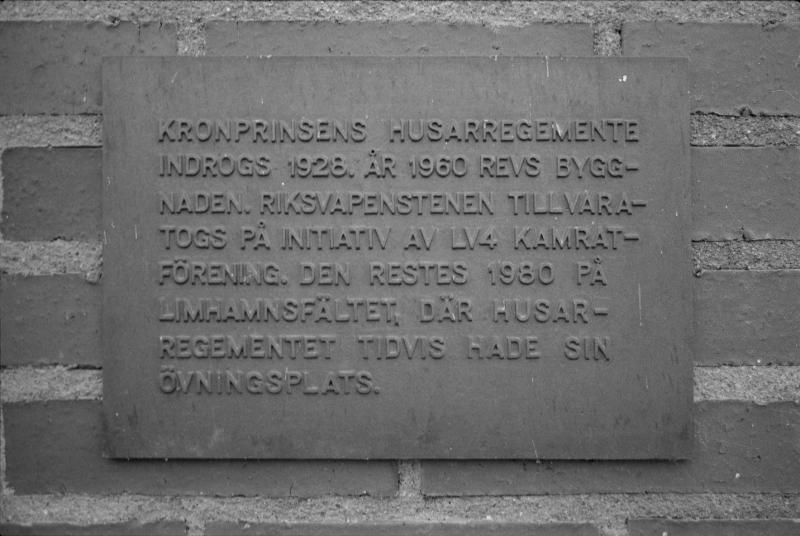 KRONPRINSENS HUSARREGEMENTE
INDROGS 1928. ÅR 1960 REVS BYGG-
NADEN. RIKSVAPENSTENEN TILLVARA-
TOGS PÅ INITIATIV AV LV4 KAMRAT-
FÖRENING. DEN RESTES 1980 PÅ
LIMHAMNSFÄLTET, DÄR HUSAR-
REGEMENTET TIDVIS HADE SIN
ÖVNINGSPLATS.